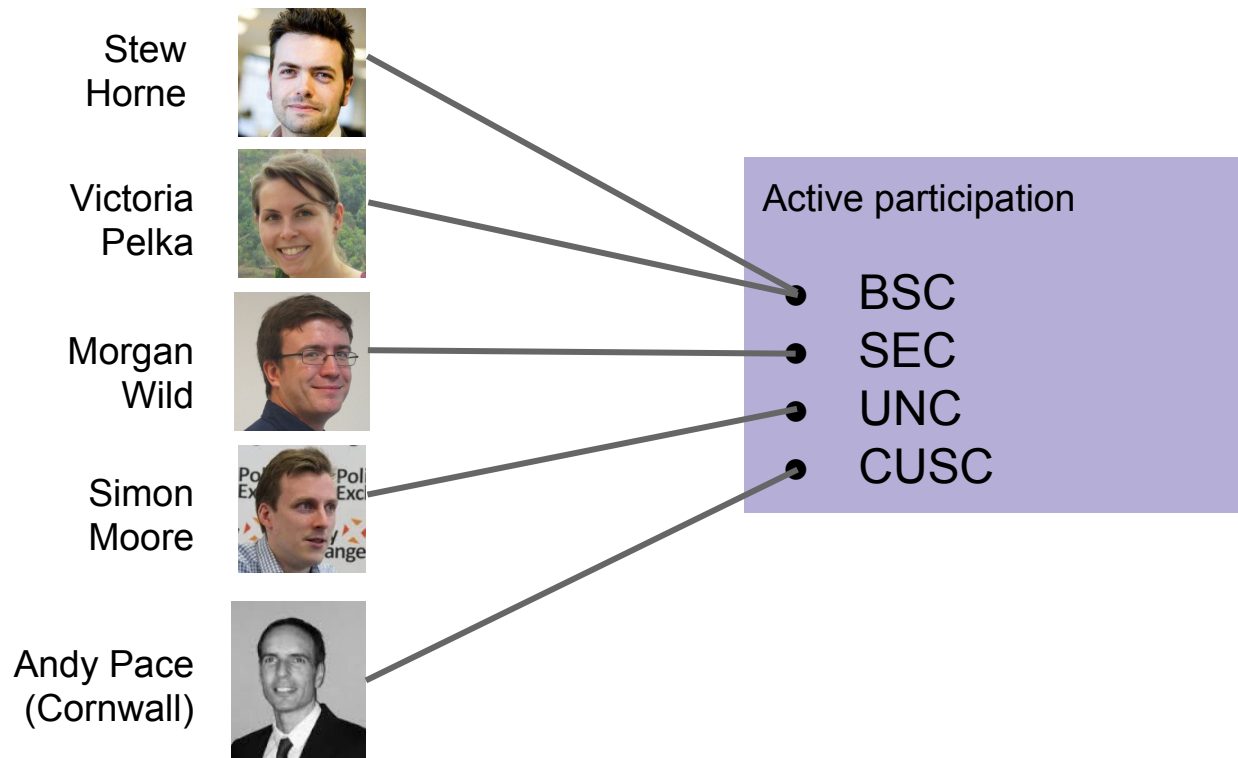 Stew
Horne
Victoria
Pelka
Morgan
Wild
Simon
Moore
Andy Pace
(Cornwall)
Active participation
BSC
SEC
UNC
CUSC